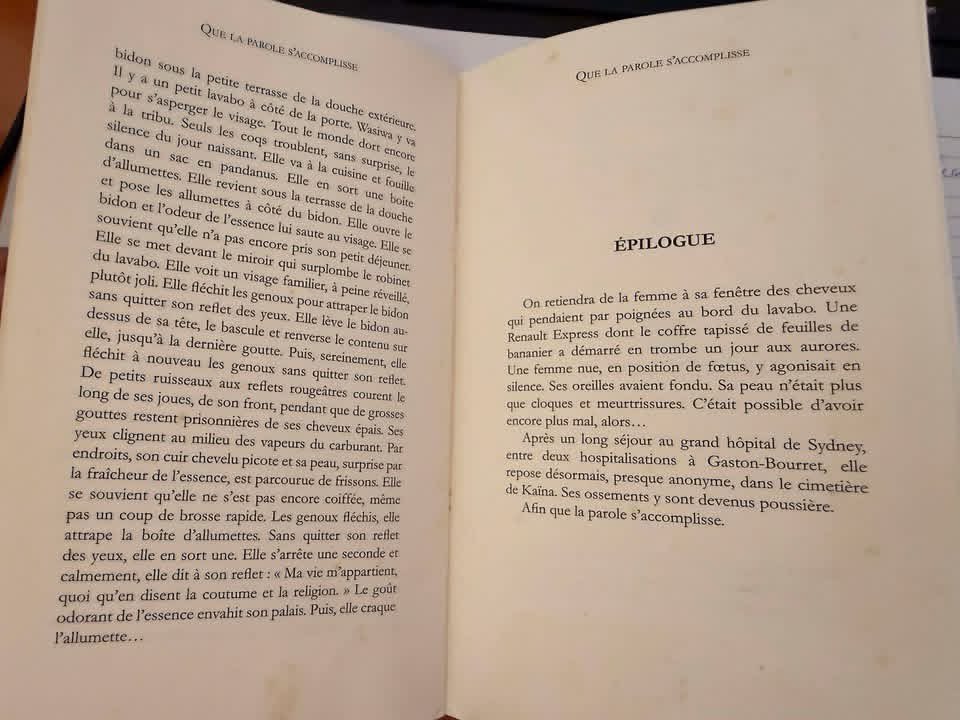 QUE LA PAROLE S'ACCOMPLISSE
bidon sous la petite terrasse de la douche extérieure.
Il y a un petit lavabo à côté de la porte. Wasiwa y va
pour s'asperger le visage. Tout le monde dort encore
à la tribu. Seuls les coqs troublent, sans surprise, le
silence du jour naissant. Elle va à la cuisine et fouille
dans un sac en pandanus. Elle en sort une boite
d'allumettes. Elle revient sous la terrasse de la douche
et pose les allumettes à côté du bidon. Elle ouvre le
bidon et l'odeur de l'essence lui saute au visage. Elle se
souvient qu'elle n'a pas encore pris son petit déjeuner.
Elle se met devant le miroir qui surplombe le robinet
du lavabo. Elle voit un visage familier, à peine réveillé,
plutôt joli. Elle fléchit les genoux pour attraper le bidon
sans quitter son reflet des yeux. Elle lève le bidon au-
dessus de sa tête, le bascule et renverse le contenu sur
elle, jusqu'à la dernière goutte. Puis, sereinement, elle
fléchit à nouveau les genoux sans quitter son reflet.
De petits ruisseaux aux reflets rougeâtres courent le
long de ses joues, de son front, pendant que de grosses
gouttes restent prisonnières de ses cheveux épais. Ses
yeux clignent au milieu des vapeurs du carburant. Par
endroits, son cuir chevelu picote et sa peau, surprise par
la fraîcheur de l'essence, est parcourue de frissons. Elle
se souvient qu'elle ne s'est pas encore coiffée, même
pas un coup de brosse rapide. Les genoux fléchis, elle
attrape la boîte d'allumettes. Sans quitter son reflet
des yeux, elle en sort une. Elle s'arrête une seconde et
calmement, elle dit à son reflet : « Ma vie m'appartient,
quoi qu'en disent la coutume et la religion. » Le goût
odorant de l'essence envahit son palais. Puis, elle craque
l'allumette…
QUE LA PAROLE S'ACCOMPLISSE
ÉPILOGUE
On retiendra de la femme à sa fenêtre des cheveux
qui pendaient par poignées au bord du lavabo. Une
Renault Express dont le coffre tapissé de feuilles de
bananier a démarré en trombe un jour aux aurores.
Une femme nue, en position de fœtus, y agonisait en
silence. Ses oreilles avaient fondu. Sa peau n'était plus
que cloques et meurtrissures. C'était possible d'avoir
encore plus mal, alors…
Après un long séjour au grand hôpital de Sydney,
entre deux hospitalisations à Gaston-Bourret, elle
repose désormais, presque anonyme, dans le cimetière
de Kaïna. Ses ossements y sont devenus poussière.
Afin que la parole s'accomplisse.